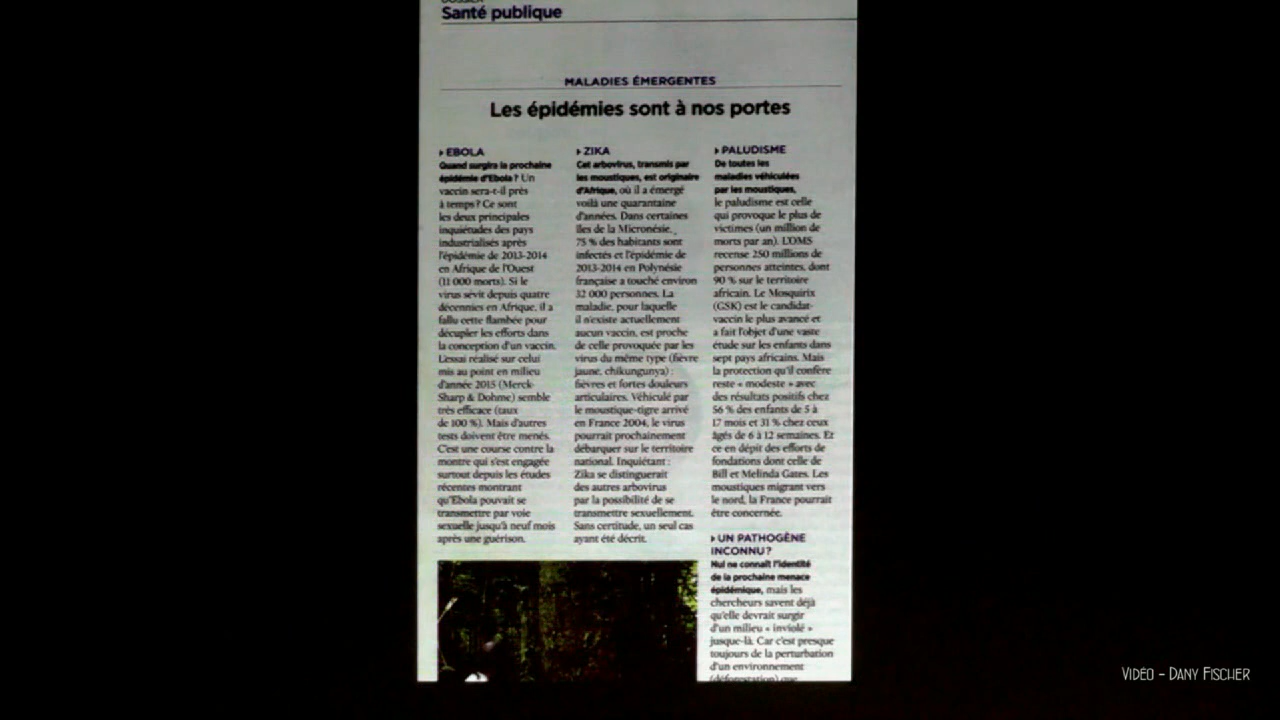 Santé publique
MALADIES ÉMERGENTES
Les épidémies sont à nos portes
EBOLA
Quand surgira la prochaine
épidémie d'Ebola ? Un
vaccin sera-t-il près
à temps ? Ce sont
les deux principales
inquiétudes des pays
industrialisés après
l'épidémie de 2013-2014
en Afrique de l'Ouest
(11 000 morts). Si le
virus sévit depuis quatre
décennies en Afrique, il a
fallu cette flambée pour
décupler les efforts dans
la conception d'un vaccin.
L'essai réalisé sur celui
mis au point en milieu
d'année 2015 (Merck-
Sharp & Dohme) semble
très efficace (taux
de 100 %). Mais d'autres
tests doivent être menés.
C'est une course contre la
montre qui s'est engagée
surtout depuis les études
récentes montrant
qu'Ebola pouvait se
transmettre par voie
sexuelle jusqu'à neuf mois
après une guérison.
ZIKA
Cet arbovirus, transmis par
les moustiques, est originaire
d'Afrique, où il a émergé
voilà une quarantaine
d'années. Dans certaines
îles de la Micronésie,
75 % des habitants sont
infectés et l'épidémie de
2013-2014 en Polynésie
française a touché environ
32 000 personnes. La
maladie, pour laquelle
il n'existe actuellement
aucun vaccin, est proche
de celle provoquée par les
virus du même type (fièvre
jaune, chikungunya) :
fièvres et fortes douleurs
articulaires. Véhiculé par
le moustique-tigre arrivé
en France 2004, le virus
pourrait prochainement
débarquer sur le territoire
national. Inquiétant :
Zika se distinguerait
des autres arbovirus
par la possibilité de se
transmettre sexuellement.
Sans certitude, un seul cas
ayant été décrit.
PALUDISME
De toutes les
maladies véhiculées
par les moustiques,
le paludisme est celle
qui provoque le plus de
victimes (un million de
morts par an). L'OMS
recense 250 millions de
personnes atteintes, dont
90 % sur le territoire
africain. Le Mosquirix
(GSK) est le candidat-
vaccin le plus avancé et
a fait l'objet d'une vaste
étude sur les enfants dans
sept pays africains. Mais
la protection qu'il confère
reste « modeste » avec
des résultats positifs chez
56 % des enfants de 5 à
17 mois et 31 % chez ceux
âgés de 6 à 12 semaines. Et
ce en dépit des efforts de
fondations dont celle de
Bill et Melinda Gates. Les
moustiques migrant vers
le nord, la France pourrait
être concernée.
UN PATHOGÈNE
INCONNU ?
Nul ne connaît l'identité
de la prochaine menace
épidémique, mais les
chercheurs savent déjà
qu'elle devrait surgir
d'un milieu « inviolé »
jusque-là. Car c'est presque
toujours de la perturbation
d'un environnement
(déforestation) que
VIDÉO - DANY FISCHER